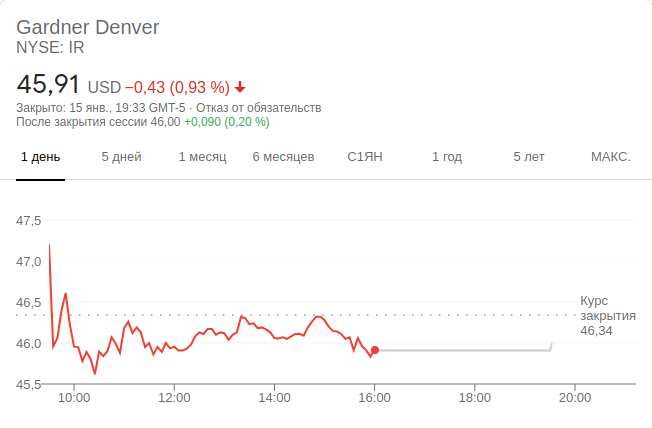 Gardner Denver
NYSE: IR
45,91 USD −0,43 (0,93 %)
Закрыто: 15 янв., 19:33 GMT-5 · Отказ от обязательств
После закрытия сессии 46,00 +0,090 (0,20 %)
1 день 5 дней 1 месяц 6 месяцев С1ЯН 1 год 5 лет МАКС.
47,5
47,0
46,5
46,0
45,5
Курс
закрытия
46,34
10:00 12:00 14:00 16:00 18:00 20:00